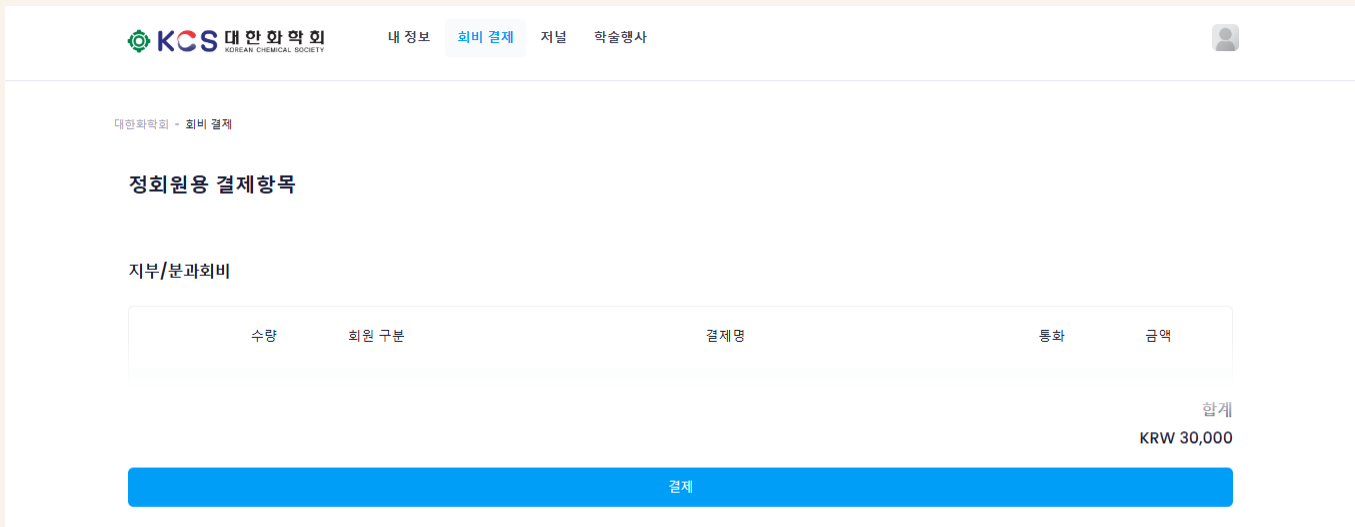 KCS 대한화학회
KOREAN CHEMICAL SOCIETY
내 정보 회비 결제 저널 학술행사
대한화학회 - 회비 결제
정회원용 결제항목
지부/분과회비
수량 회원 구분 결제명 통화 금액
합계
KRW 30,000
결제